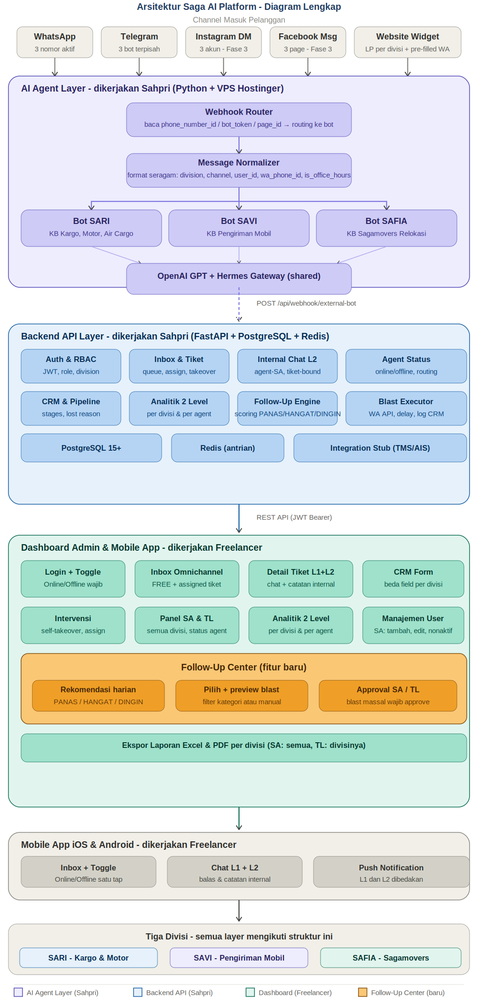 Arsitektur Saga AI Platform - Diagram Lengkap
Channel Masuk Pelanggan
WhatsApp
3 nomor aktif
Telegram
3 bot terpisah
Instagram DM
3 akun - Fase 3
Facebook Msg
3 page - Fase 3
Website Widget
LP per divisi + pre-filled WA
AI Agent Layer - dikerjakan Sahpri (Python + VPS Hostinger)
Webhook Router
baca phone_number_id / bot_token / page_id → routing ke bot
Message Normalizer
format seragam: division, channel, user_id, wa_phone_id, is_office_hours
Bot SARI
KB Kargo, Motor, Air Cargo
Bot SAVI
KB Pengiriman Mobil
Bot SAFIA
KB Sagamovers Relokasi
OpenAI GPT + Hermes Gateway (shared)
POST /api/webhook/external-bot
Backend API Layer - dikerjakan Sahpri (FastAPI + PostgreSQL + Redis)
Auth & RBAC
JWT, role, division
Inbox & Tiket
queue, assign, takeover
Internal Chat L2
agent-SA, tiket-bound
Agent Status
online/offline, routing
CRM & Pipeline
stages, lost reason
Analitik 2 Level
per divisi & per agent
Follow-Up Engine
scoring PANAS/HANGAT/DINGIN
Blast Executor
WA API, delay, log CRM
PostgreSQL 15+
Redis (antrian)
Integration Stub (TMS/AIS)
REST API (JWT Bearer)
Dashboard Admin & Mobile App - dikerjakan Freelancer
Login + Toggle
Online/Offline wajib
Inbox Omnichannel
FREE + assigned tiket
Detail Tiket L1+L2
chat + catatan internal
CRM Form
beda field per divisi
Intervensi
self-takeover, assign
Panel SA & TL
semua divisi, status agent
Analitik 2 Level
per divisi & per agent
Manajemen User
SA: tambah, edit, nonaktif
Follow-Up Center (fitur baru)
Rekomendasi harian
PANAS / HANGAT / DINGIN
Pilih + preview blast
filter kategori atau manual
Approval SA / TL
blast massal wajib approve
Ekspor Laporan Excel & PDF per divisi (SA: semua, TL: divisinya)
Mobile App iOS & Android - dikerjakan Freelancer
Inbox + Toggle
Online/Offline satu tap
Chat L1 + L2
balas & catatan internal
Push Notification
L1 dan L2 dibedakan
Tiga Divisi - semua layer mengikuti struktur ini
SARI - Kargo & Motor
SAVI - Pengiriman Mobil
SAFIA - Sagamovers
AI Agent Layer (Sahpri)
Backend API (Sahpri)
Dashboard (Freelancer)
Follow-Up Center (baru)